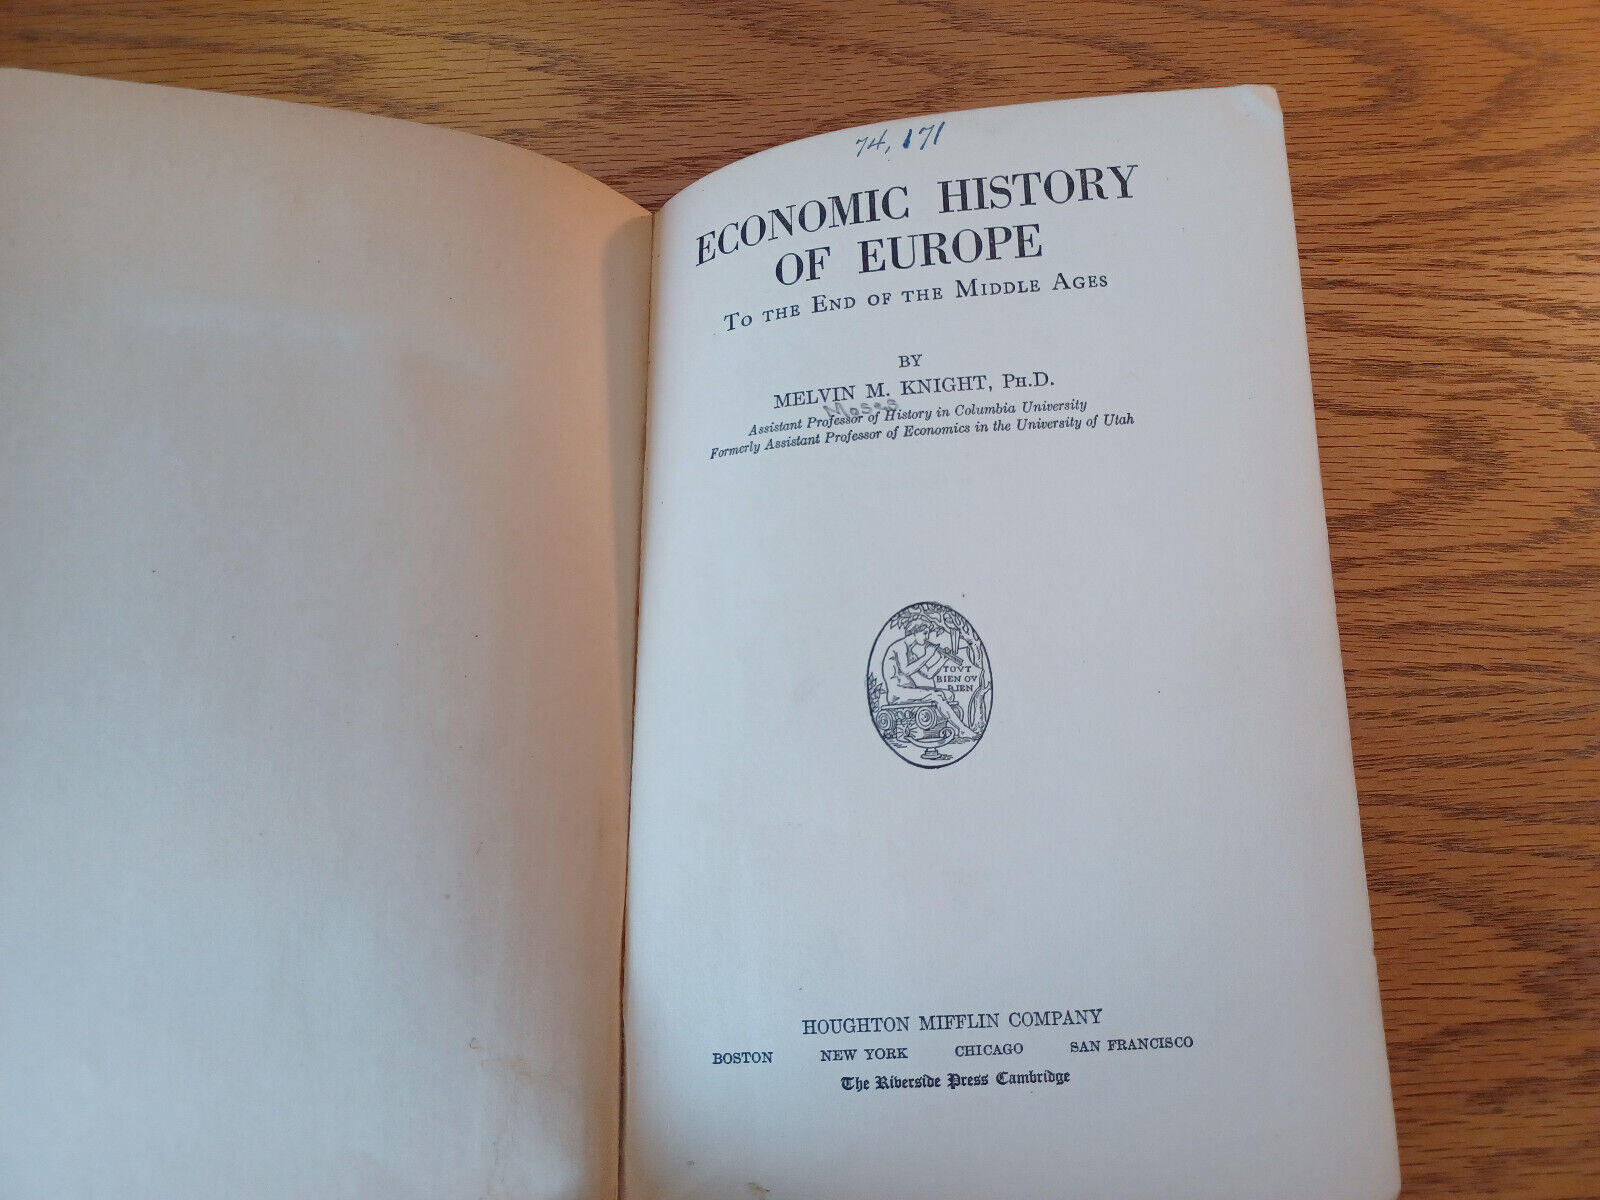 74,171
ECONOMIC HISTORY
OF EUROPE
TO THE END OF THE MIDDLE AGES
BY
MELVIN M. KNIGHT, PH.D.
Moses
Assistant Professor of History in Columbia University
Formerly Assistant Professor of Economics in the University of Utah
TOVT
BIEN OV
RIEN
HOUGHTON MIFFLIN COMPANY
BOSTON NEW YORK CHICAGO SAN FRANCISCO
The Riverside Press Cambridge